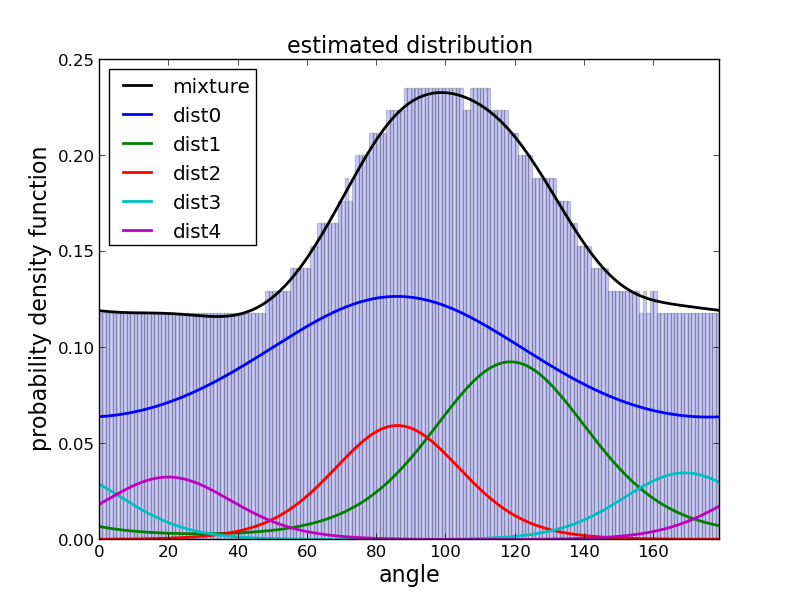 estimated distribution
probability density function
0.25
0.20
0.15
0.10
0.05
0.00
mixture
dist0
dist1
dist2
dist3
dist4
0 20 40 60 80 100 120 140 160
angle